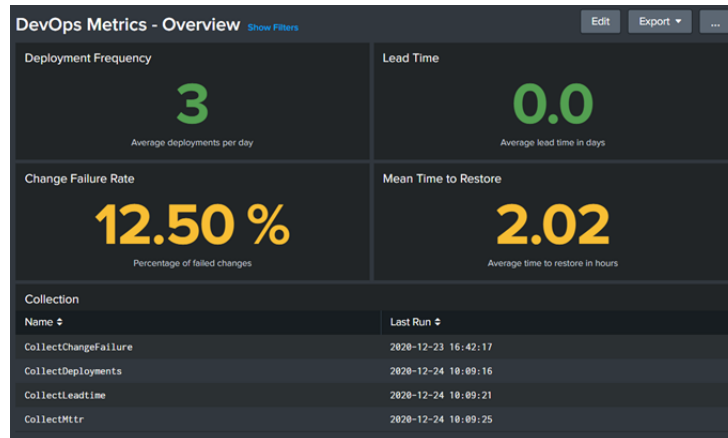 DevOps Metrics - Overview Show Filters
Edit
Export
...
Deployment Frequency
3
Average deployments per day
Lead Time
0.0
Average lead time in days
Change Failure Rate
12.50 %
Percentage of failed changes
Mean Time to Restore
2.02
Average time to restore in hours
Collection
Name Last Run
CollectChangeFailure 2020-12-23 16:42:17
CollectDeployments 2020-12-24 10:09:16
CollectLeadtime 2020-12-24 10:09:21
CollectMttr 2020-12-24 10:09:25